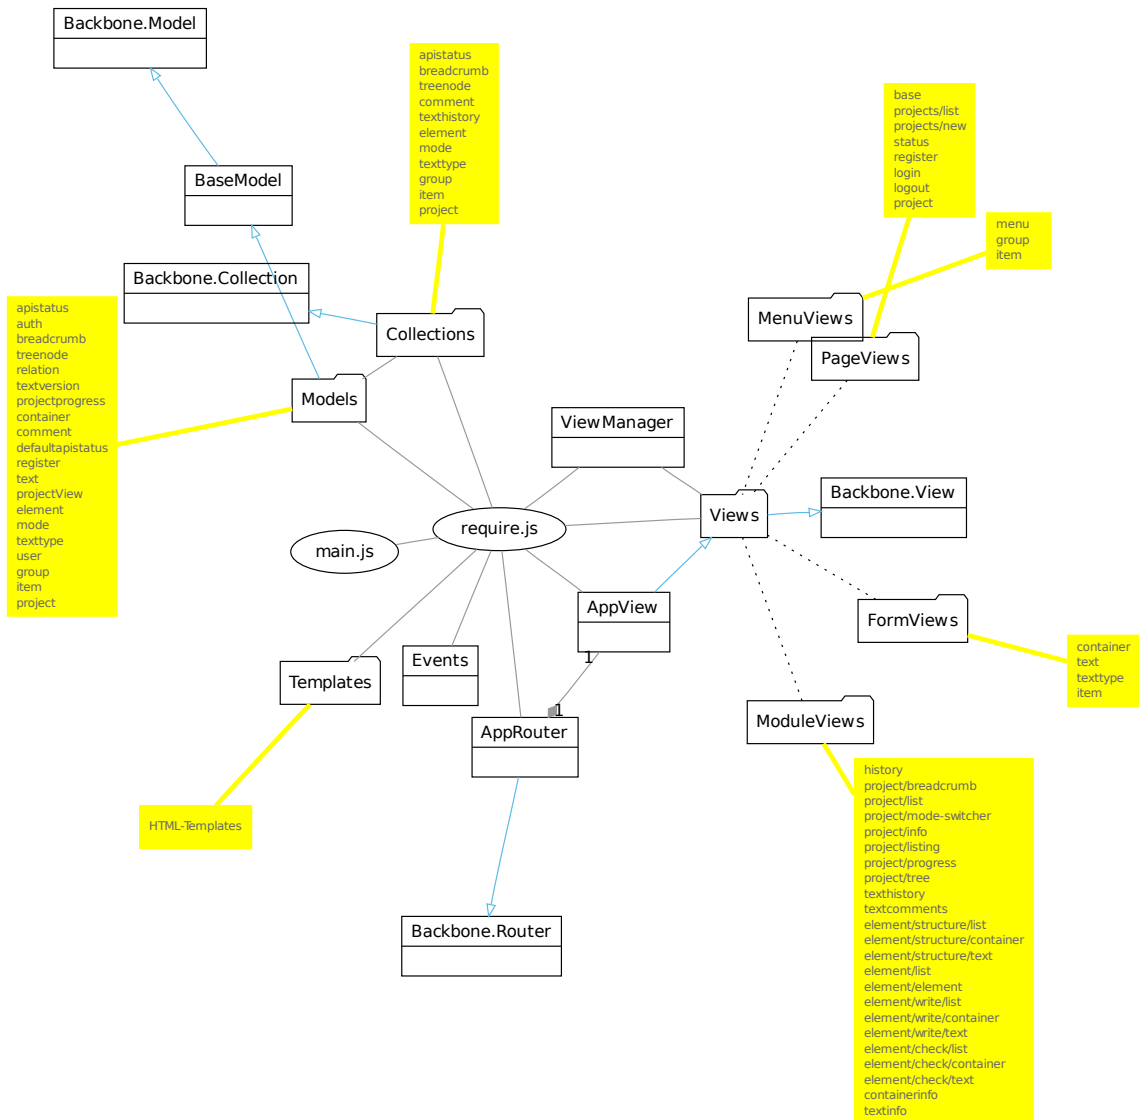 Backbone.Model
apistatus
breadcrumb
treenode
comment
texthistory
element
mode
texttype
group
item
project
base
projects/list
projects/new
status
register
login
logout
project
BaseModel
menu
group
item
Backbone.Collection
apistatus
auth
breadcrumb
treenode
relation
textversion
projectprogress
container
comment
defaultapistatus
register
text
projectView
element
mode
texttype
user
group
item
project
Collections
MenuViews
PageViews
Models
ViewManager
Backbone.View
Views
require.js
main.js
AppView
FormViews
1
Events
Templates
container
text
texttype
item
1
AppRouter
ModuleViews
HTML-Templates
history
project/breadcrumb
project/list
project/mode-switcher
project/info
project/listing
project/progress
project/tree
texthistory
textcomments
element/structure/list
element/structure/container
element/structure/text
element/list
element/element
element/write/list
element/write/container
element/write/text
element/check/list
element/check/container
element/check/text
containerinfo
textinfo
Backbone.Router